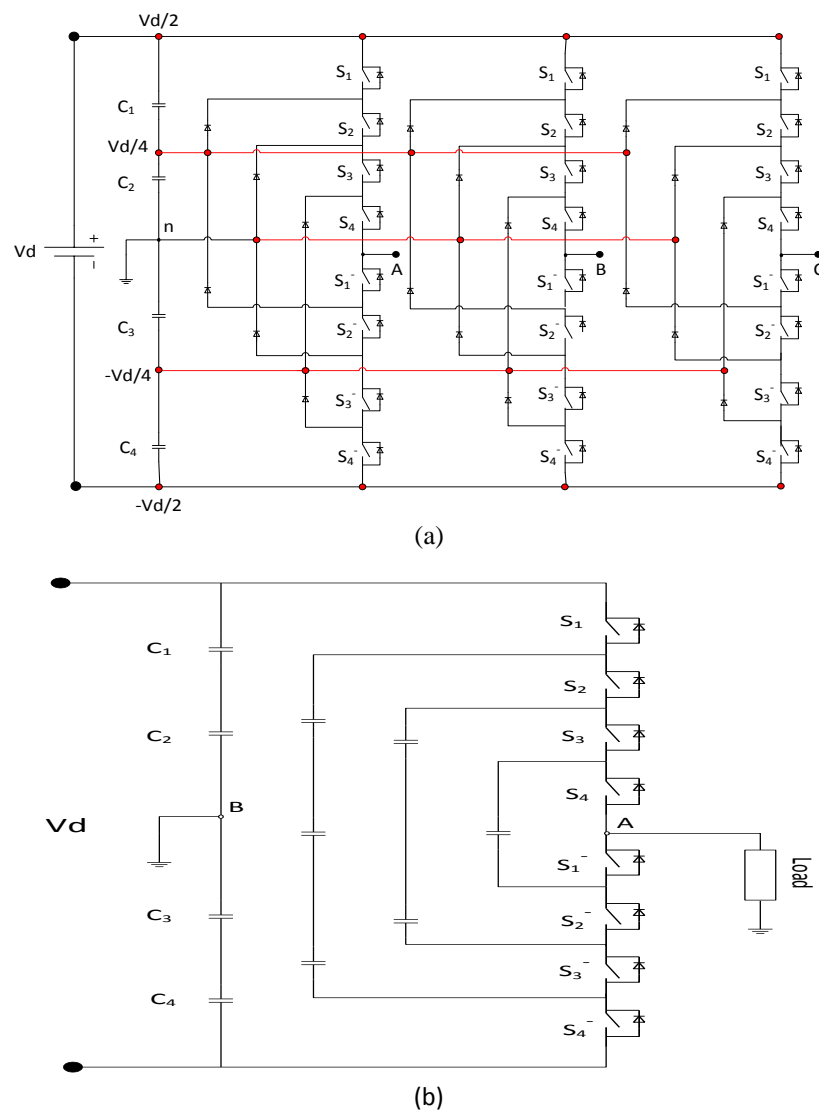 Vd/2
S1 S1 S1
C1
S2 S2 S2
Vd/4
C2
S3 S3 S3
S4 S4 S4
n
Vd + −
A B C
S1⁻ S1⁻ S1⁻
C3
S2⁻ S2⁻ S2⁻
-Vd/4
S3⁻ S3⁻ S3⁻
C4
S4⁻ S4⁻ S4⁻
-Vd/2
(a)
S1
C1
S2
C2
S3
S4
B
Vd
A
Load
S1⁻
C3
S2⁻
S3⁻
C4
S4⁻
(b)